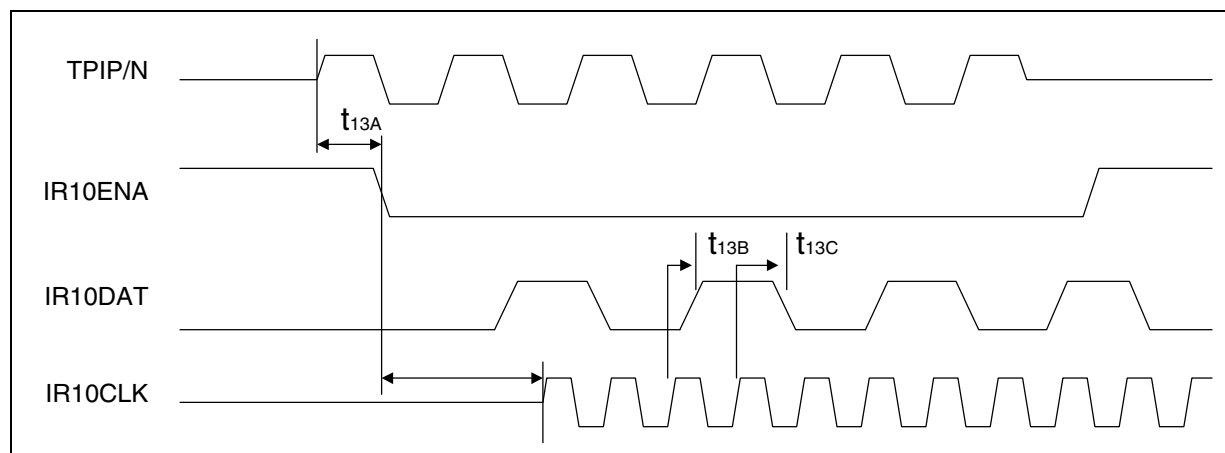 TPIP/N
t13A
IR10ENA
t13B
t13C
IR10DAT
IR10CLK